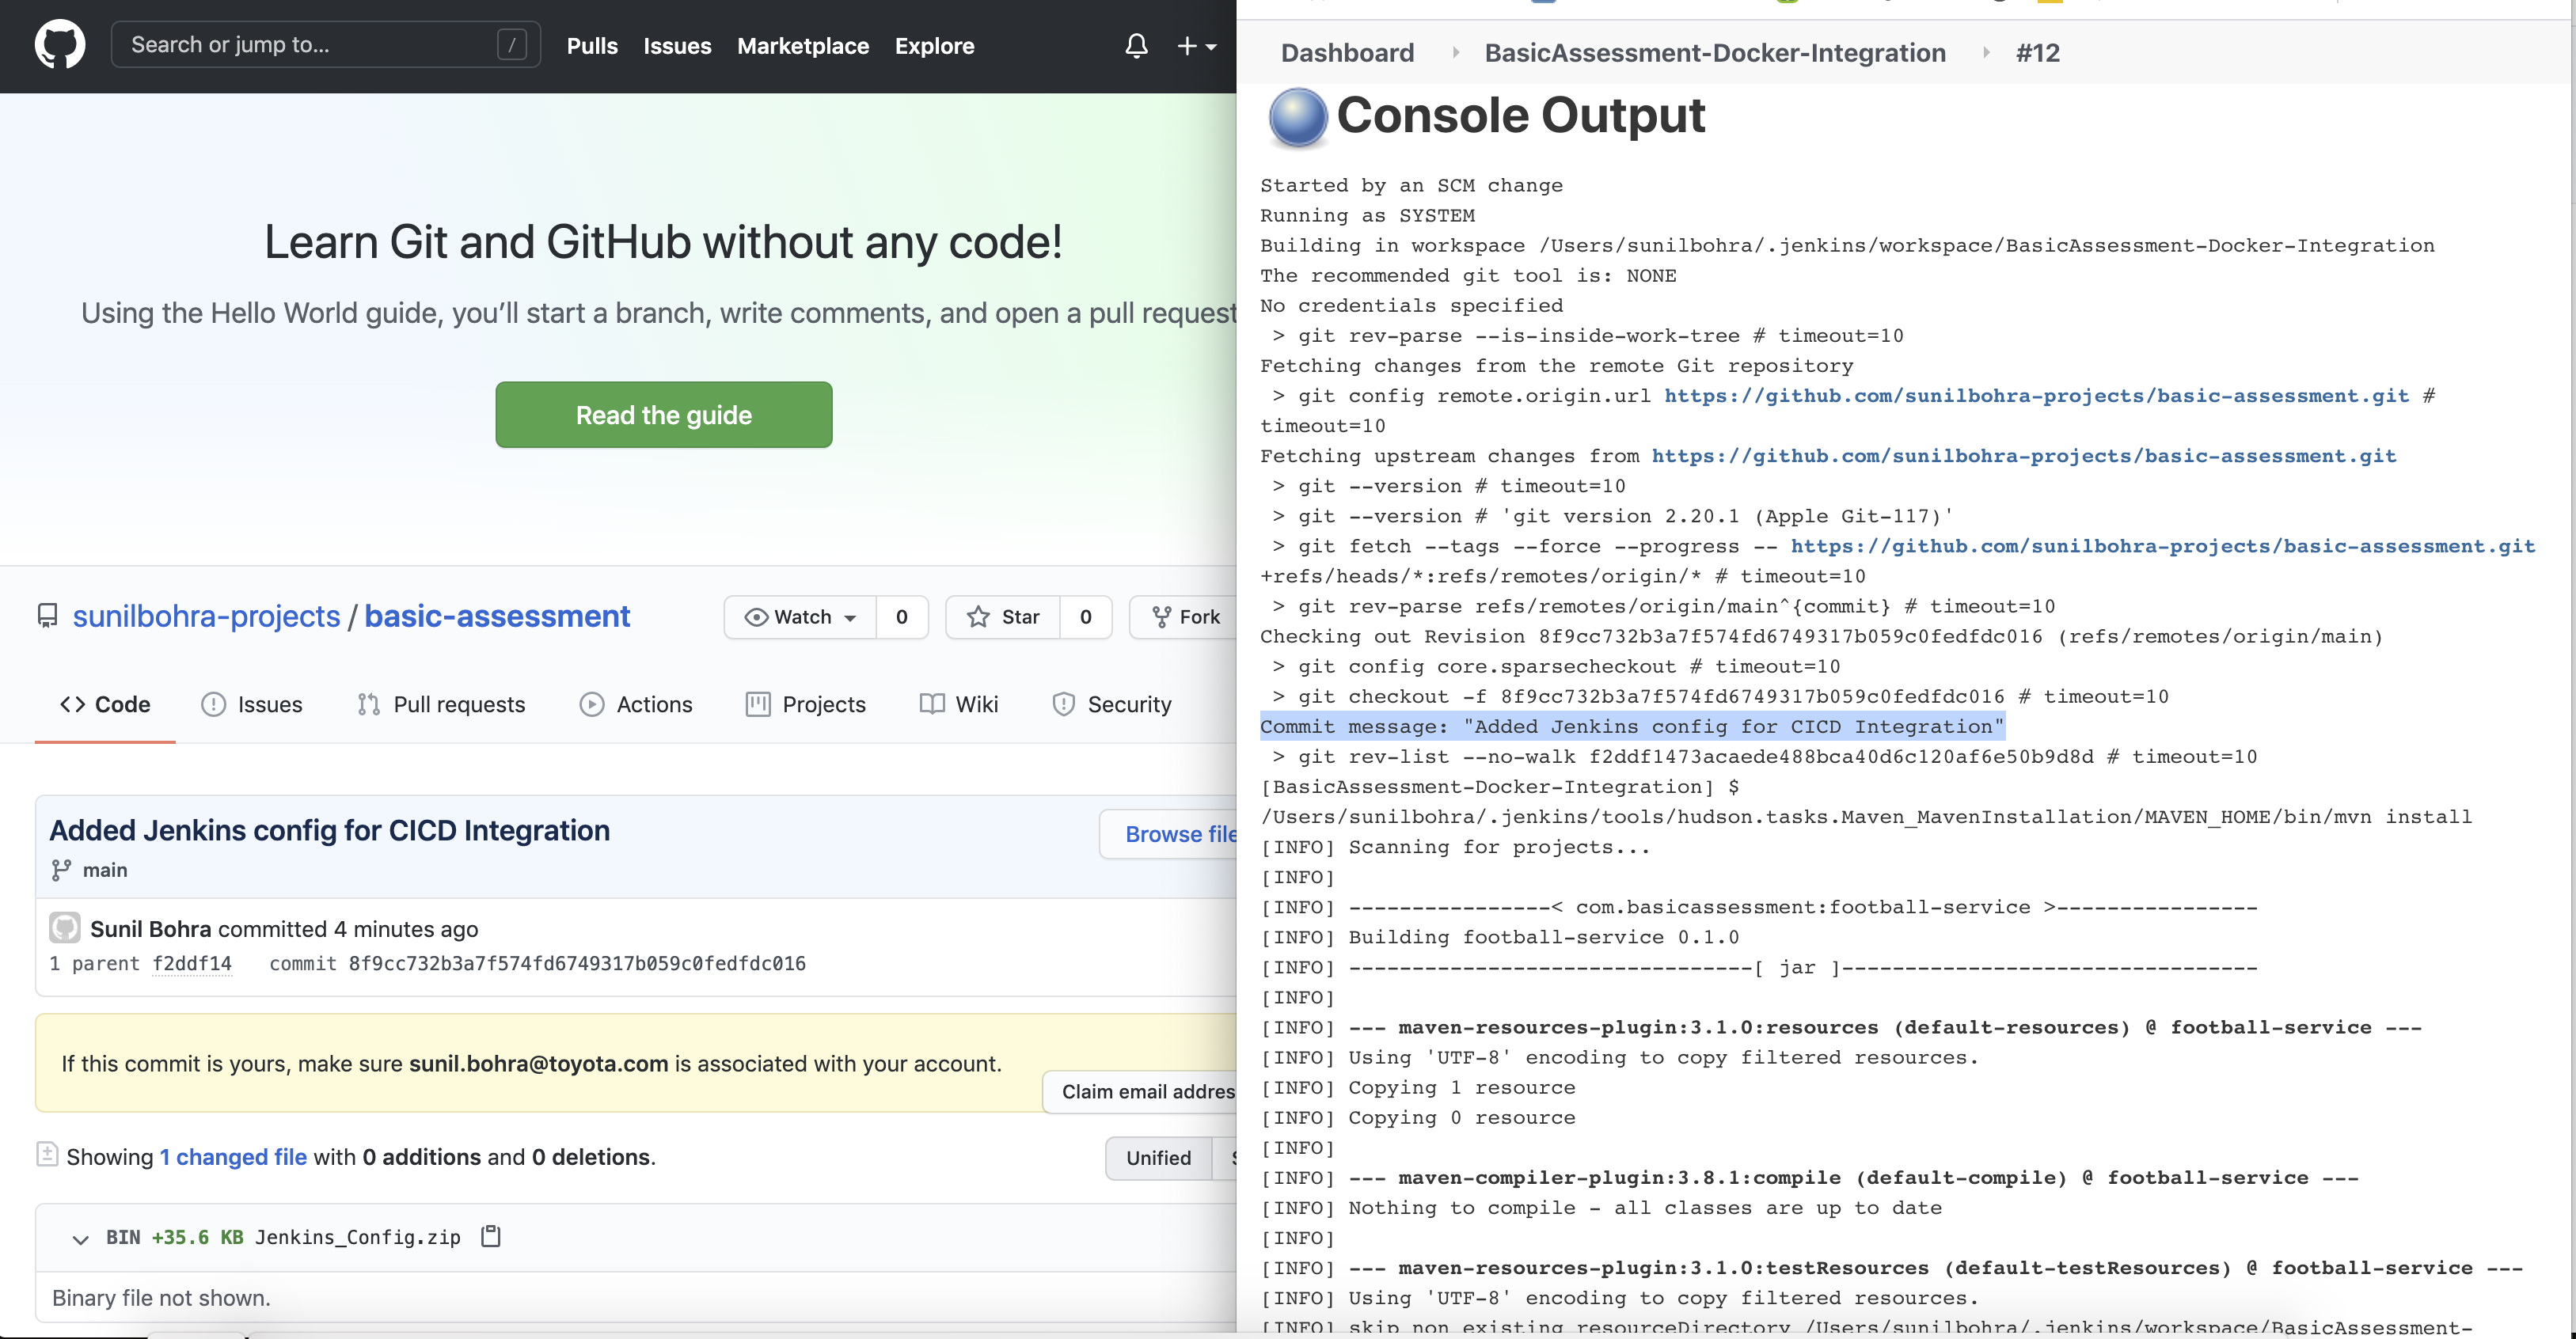 Search or jump to... /
Pulls Issues Marketplace Explore
Learn Git and GitHub without any code!
Using the Hello World guide, you’ll start a branch, write comments, and open a pull request
Read the guide
sunilbohra-projects / basic-assessment
Watch 0 Star 0 Fork
Code Issues Pull requests Actions Projects Wiki Security
Added Jenkins config for CICD Integration
Browse file
main
Sunil Bohra committed 4 minutes ago
1 parent f2ddf14 commit 8f9cc732b3a7f574fd6749317b059c0fedfdc016
If this commit is yours, make sure sunil.bohra@toyota.com is associated with your account.
Claim email addres
Showing 1 changed file with 0 additions and 0 deletions.
Unified
BIN +35.6 KB Jenkins_Config.zip
Binary file not shown.
Dashboard BasicAssessment-Docker-Integration #12
Console Output
Started by an SCM change
Running as SYSTEM
Building in workspace /Users/sunilbohra/.jenkins/workspace/BasicAssessment-Docker-Integration
The recommended git tool is: NONE
No credentials specified
> git rev-parse --is-inside-work-tree # timeout=10
Fetching changes from the remote Git repository
> git config remote.origin.url https://github.com/sunilbohra-projects/basic-assessment.git #
timeout=10
Fetching upstream changes from https://github.com/sunilbohra-projects/basic-assessment.git
> git --version # timeout=10
> git --version # 'git version 2.20.1 (Apple Git-117)'
> git fetch --tags --force --progress -- https://github.com/sunilbohra-projects/basic-assessment.git
+refs/heads/*:refs/remotes/origin/* # timeout=10
> git rev-parse refs/remotes/origin/main^{commit} # timeout=10
Checking out Revision 8f9cc732b3a7f574fd6749317b059c0fedfdc016 (refs/remotes/origin/main)
> git config core.sparsecheckout # timeout=10
> git checkout -f 8f9cc732b3a7f574fd6749317b059c0fedfdc016 # timeout=10
Commit message: "Added Jenkins config for CICD Integration"
> git rev-list --no-walk f2ddf1473acaede488bca40d6c120af6e50b9d8d # timeout=10
[BasicAssessment-Docker-Integration] $
/Users/sunilbohra/.jenkins/tools/hudson.tasks.Maven_MavenInstallation/MAVEN_HOME/bin/mvn install
[INFO] Scanning for projects...
[INFO]
[INFO] ----------------< com.basicassessment:football-service >----------------
[INFO] Building football-service 0.1.0
[INFO] --------------------------------[ jar ]---------------------------------
[INFO]
[INFO] --- maven-resources-plugin:3.1.0:resources (default-resources) @ football-service ---
[INFO] Using 'UTF-8' encoding to copy filtered resources.
[INFO] Copying 1 resource
[INFO] Copying 0 resource
[INFO]
[INFO] --- maven-compiler-plugin:3.8.1:compile (default-compile) @ football-service ---
[INFO] Nothing to compile - all classes are up to date
[INFO]
[INFO] --- maven-resources-plugin:3.1.0:testResources (default-testResources) @ football-service ---
[INFO] Using 'UTF-8' encoding to copy filtered resources.
[INFO] skip non existing resourceDirectory /Users/sunilbohra/.jenkins/workspace/BasicAssessment-